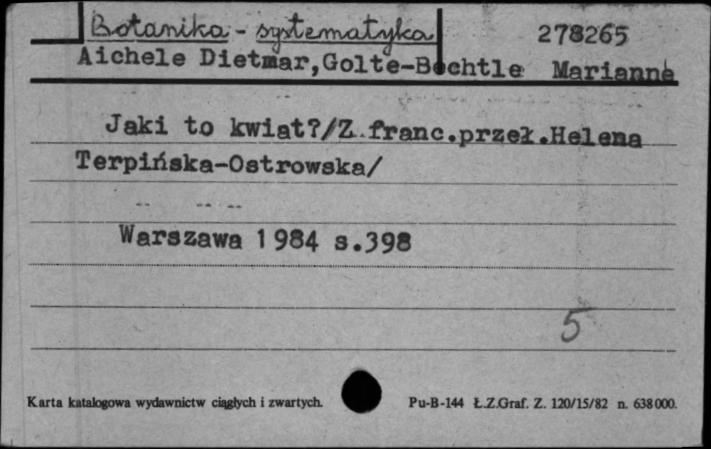 Botanika - systematyka 278265
Aichele Dietmar,Golte-Bechtle Marianne
Jaki to kwiat?/Z franc.przeł.Helena
Terpińska-Ostrowska/
Warszawa 1984 s.398
5
Karta katalogowa wydawnictw ciągłych i zwartych. Pu-B-144 Ł.Z.Graf. Z. 120/15/82 n. 638000.